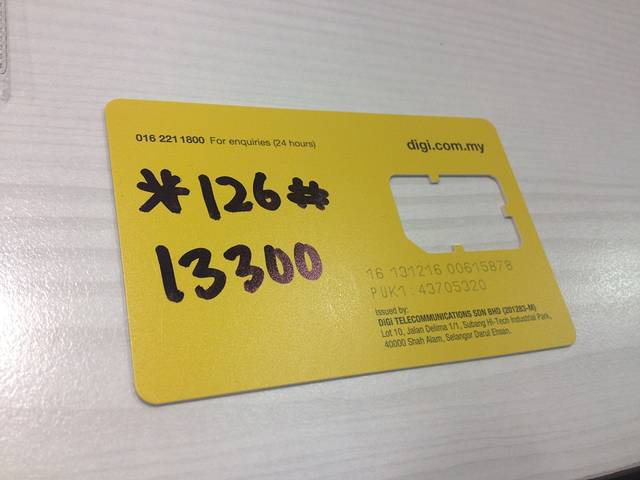 016 221 1800 For enquiries (24 hours)
digi.com.my
*126#
13300
16 131216 00615878
PUK1: 43705320
Issued by:
DIGI TELECOMMUNICATIONS SDN BHD (201283-M)
Lot 10, Jalan Delima 1/1, Subang Hi-Tech Industrial Park,
40000 Shah Alam, Selangor Darul Ehsan.